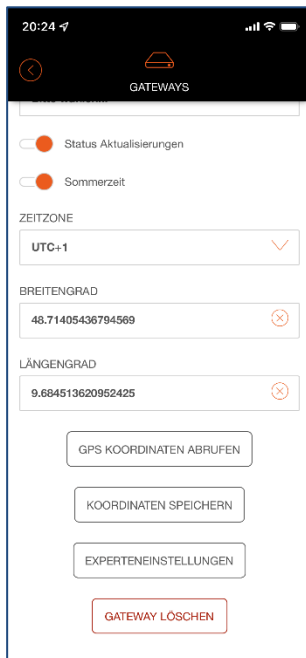 20:24
GATEWAYS
Status Aktualisierungen
Sommerzeit
ZEITZONE
UTC+1
BREITENGRAD
48.71405436794569
LÄNGENGRAD
9.684513620952425
GPS KOORDINATEN ABRUFEN
KOORDINATEN SPEICHERN
EXPERTENEINSTELLUNGEN
GATEWAY LÖSCHEN